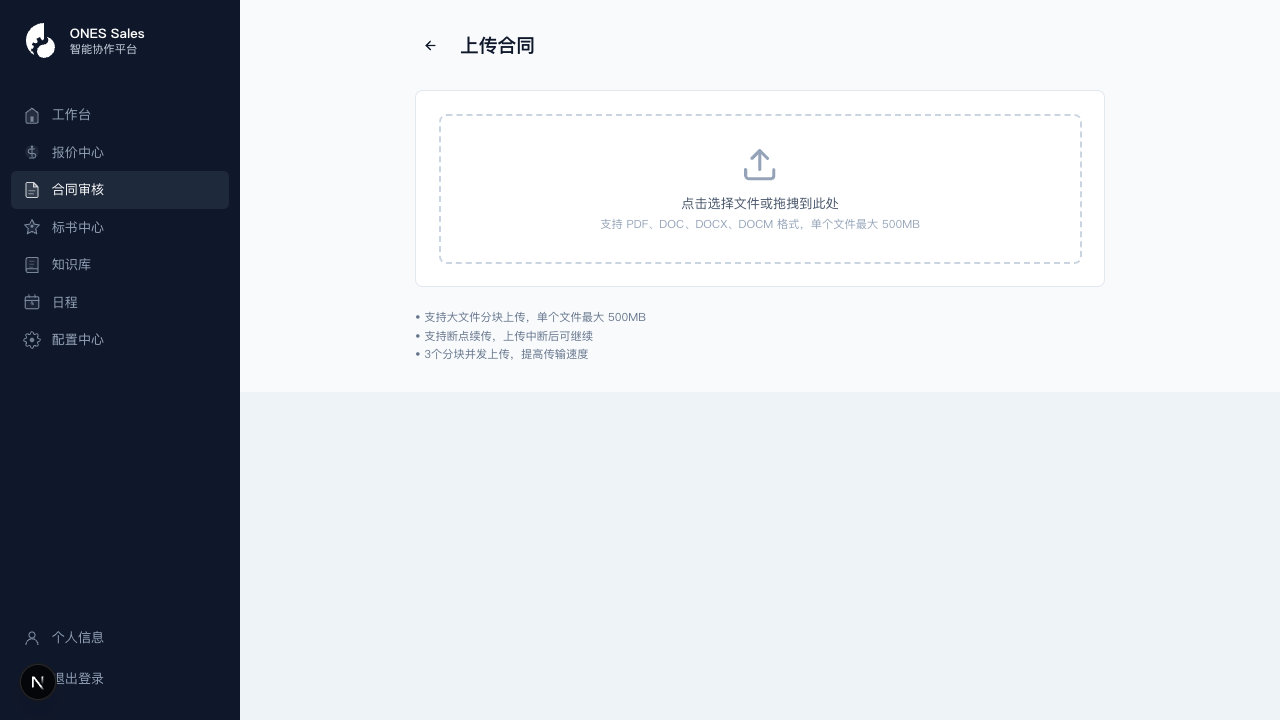 ONES Sales
智能协作平台
工作台
报价中心
合同审核
标书中心
知识库
日程
配置中心
个人信息
退出登录
N
上传合同
点击选择文件或拖拽到此处
支持 PDF、DOC、DOCX、DOCM 格式，单个文件最大 500MB
• 支持大文件分块上传，单个文件最大 500MB
• 支持断点续传，上传中断后可继续
• 3个分块并发上传，提高传输速度